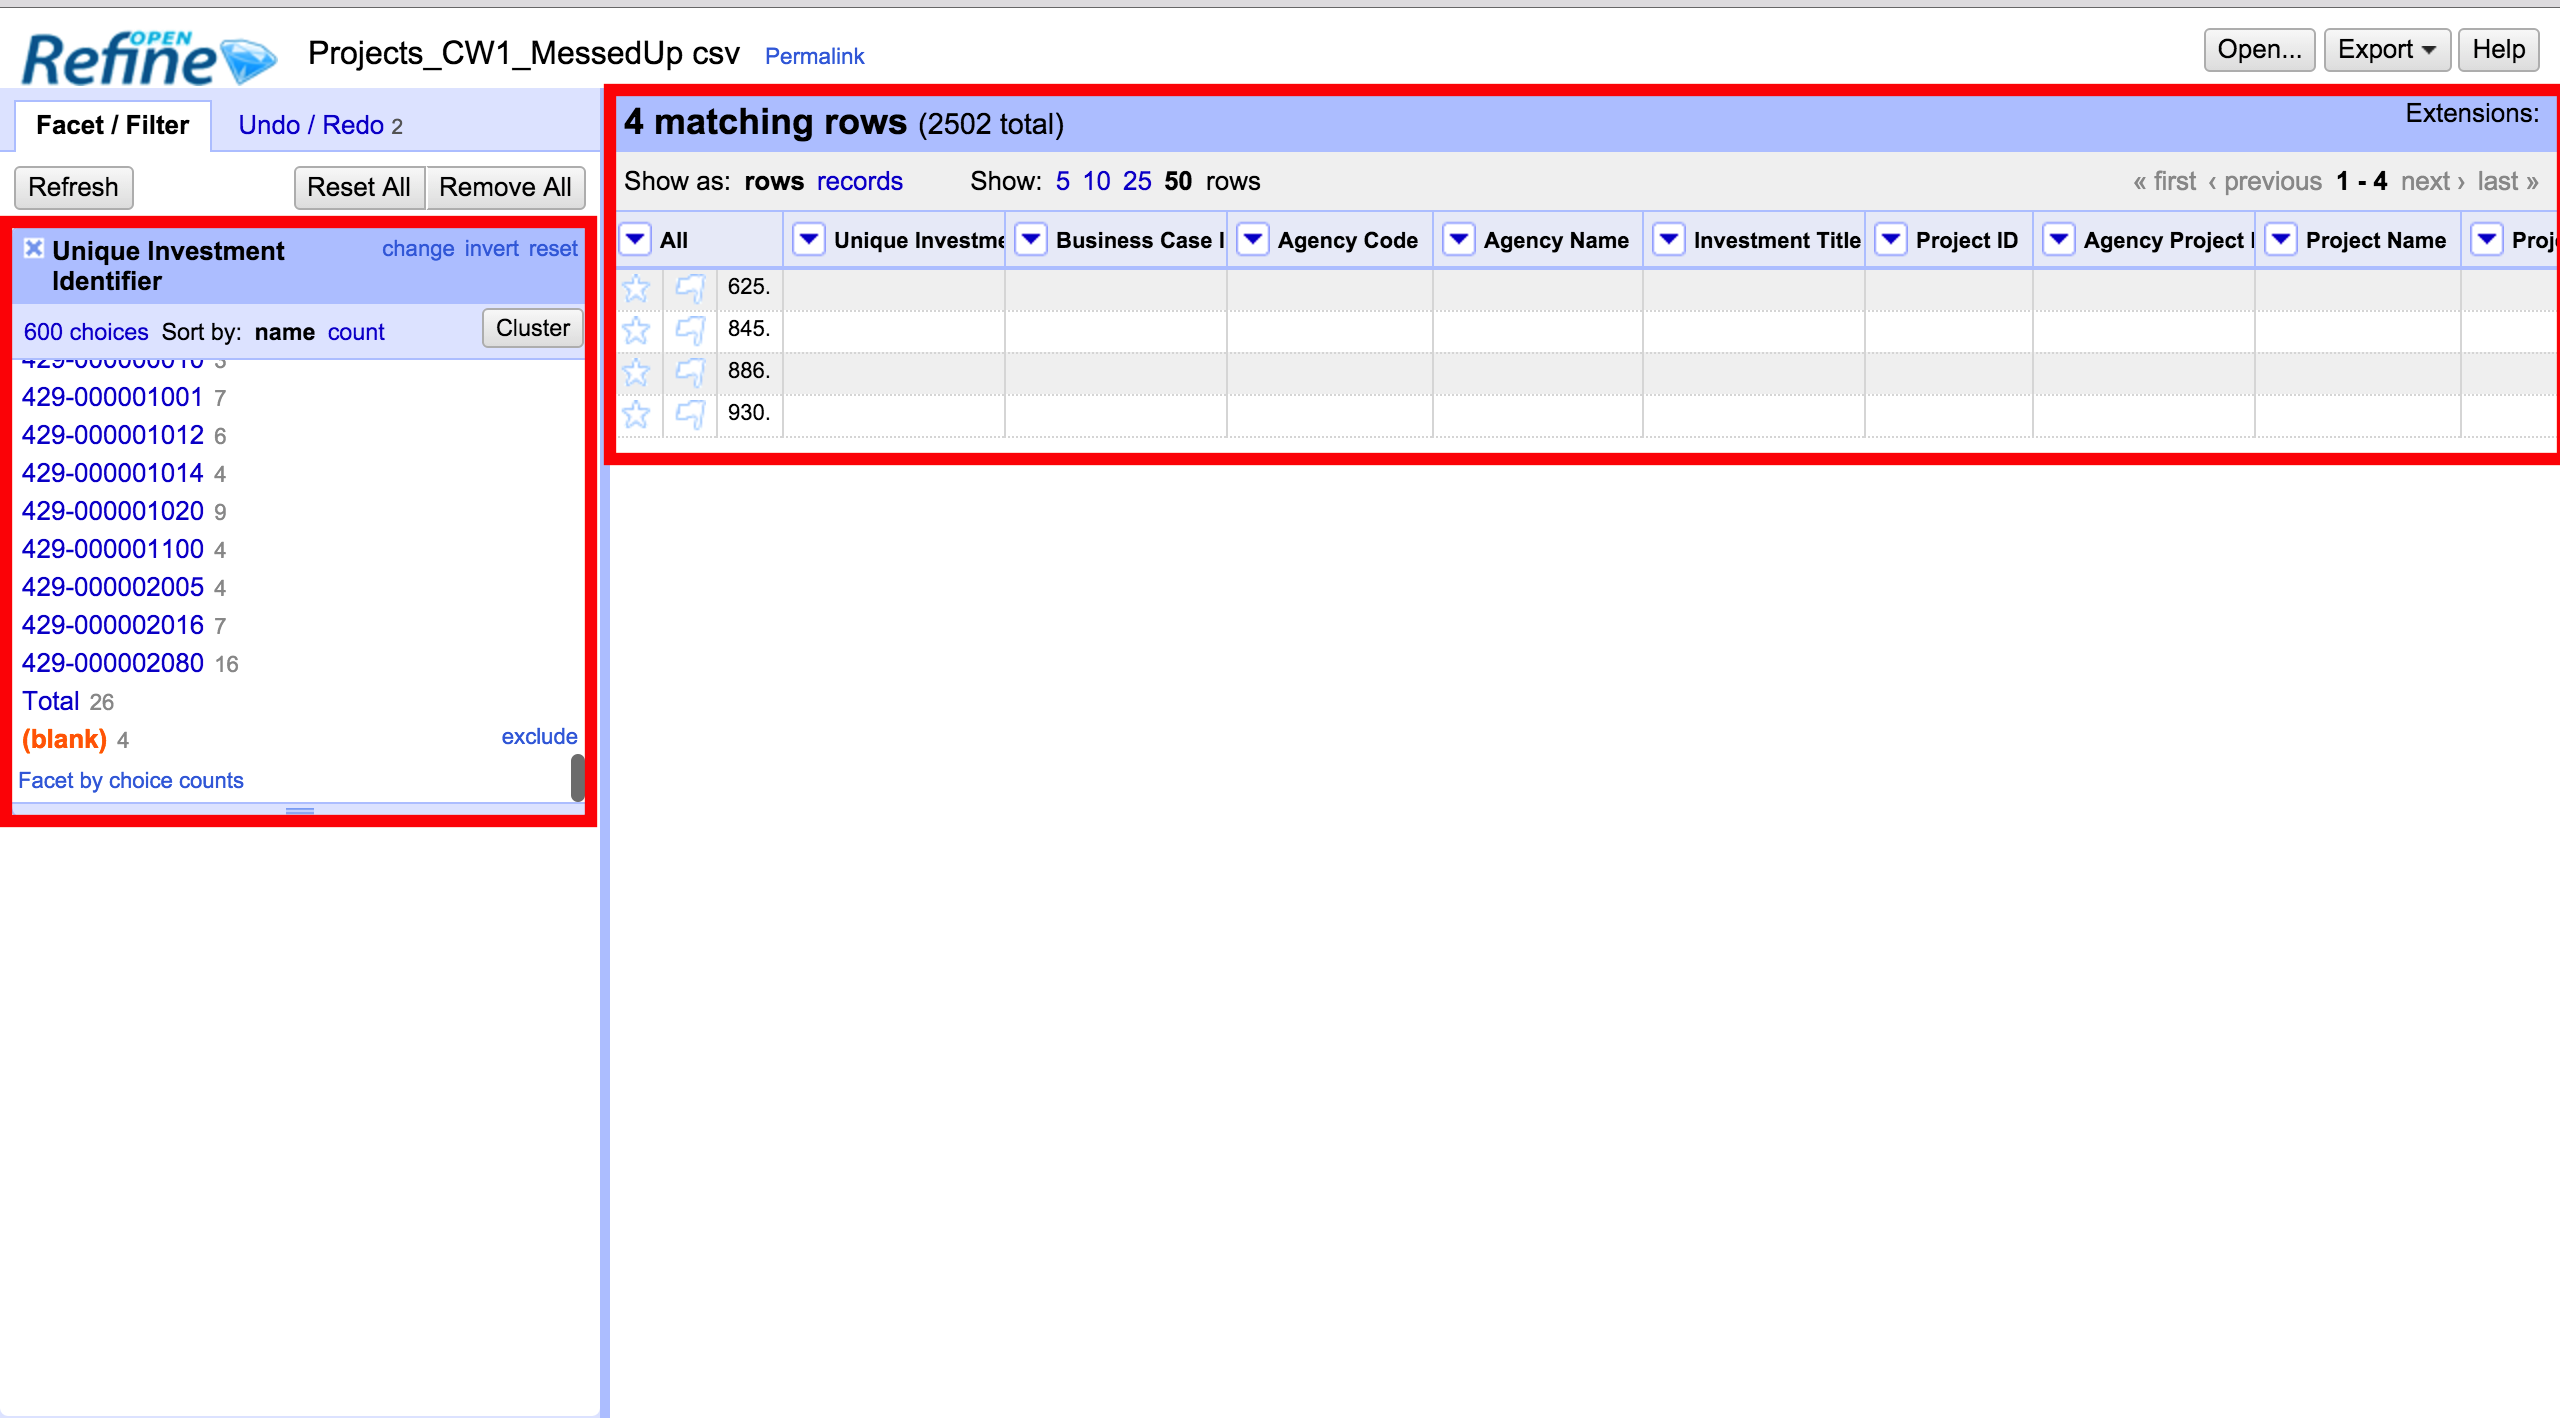 OPEN
Refine
Projects_CW1_MessedUp csv Permalink
Open... Export Help
Facet / Filter Undo / Redo 2
Refresh Reset All Remove All
Unique Investment Identifier change invert reset
600 choices Sort by: name count Cluster
429-000000010 3
429-000001001 7
429-000001012 6
429-000001014 4
429-000001020 9
429-000001100 4
429-000002005 4
429-000002016 7
429-000002080 16
Total 26
(blank) 4 exclude
Facet by choice counts
4 matching rows (2502 total) Extensions:
Show as: rows records Show: 5 10 25 50 rows « first ‹ previous 1 - 4 next › last »
All Unique Investme Business Case I Agency Code Agency Name Investment Title Project ID Agency Project I Project Name Proj
625.
845.
886.
930.